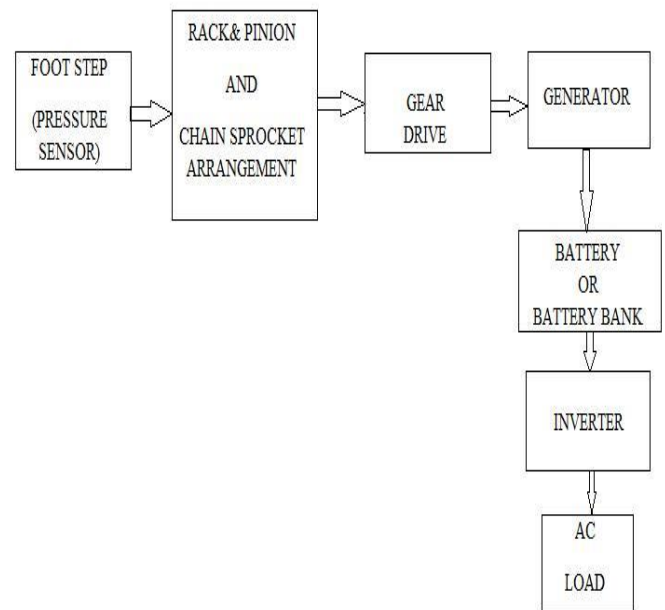 FOOT STEP
(PRESSURE
SENSOR)
RACK& PINION
AND
CHAIN SPROCKET
ARRANGEMENT
GEAR
DRIVE
GENERATOR
BATTERY
OR
BATTERY BANK
INVERTER
AC
LOAD